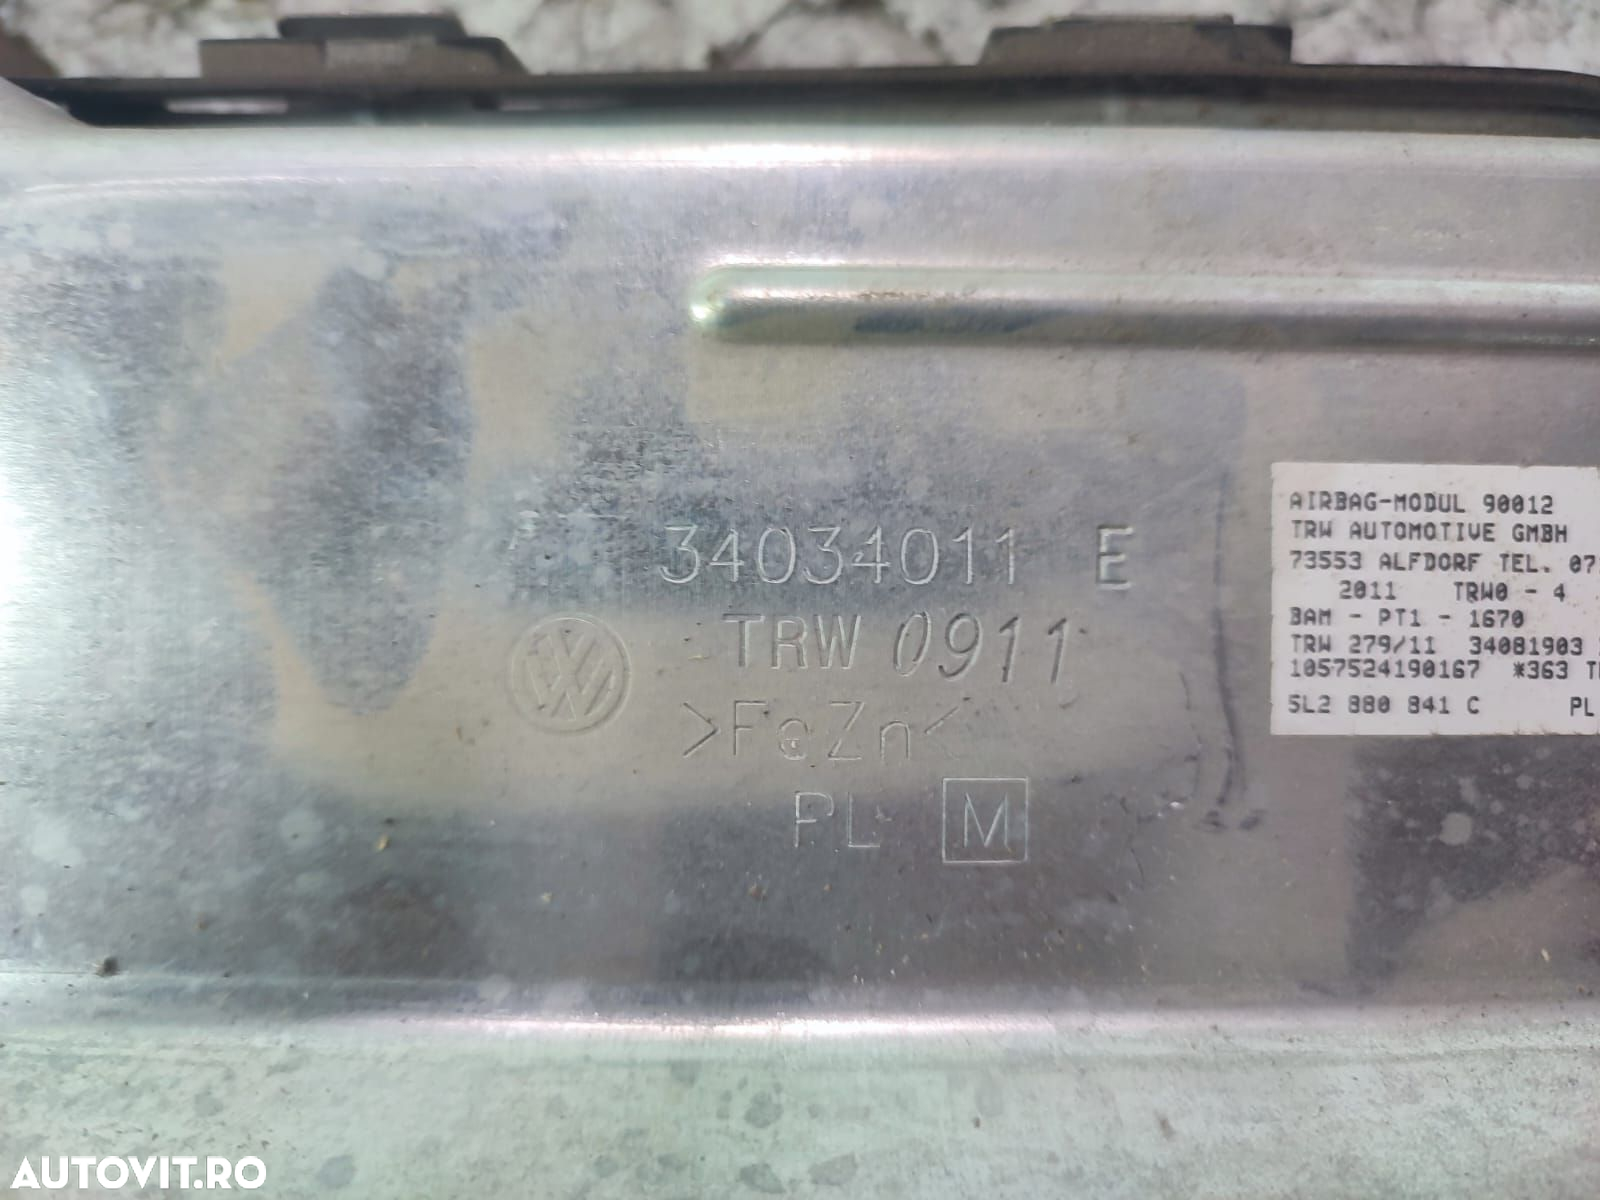 34034011 E
TRW 0911
>FeZn<
PL M
AIRBAG-MODUL 90012
TRW AUTOMOTIVE GMBH
73553 ALFDORF TEL. 07
2011 TRW0 - 4
BAM - PT1 - 1670
TRW 279/11 34081903
1057524190167 *363
5L2 880 841 C PL
AUTOVIT.RO